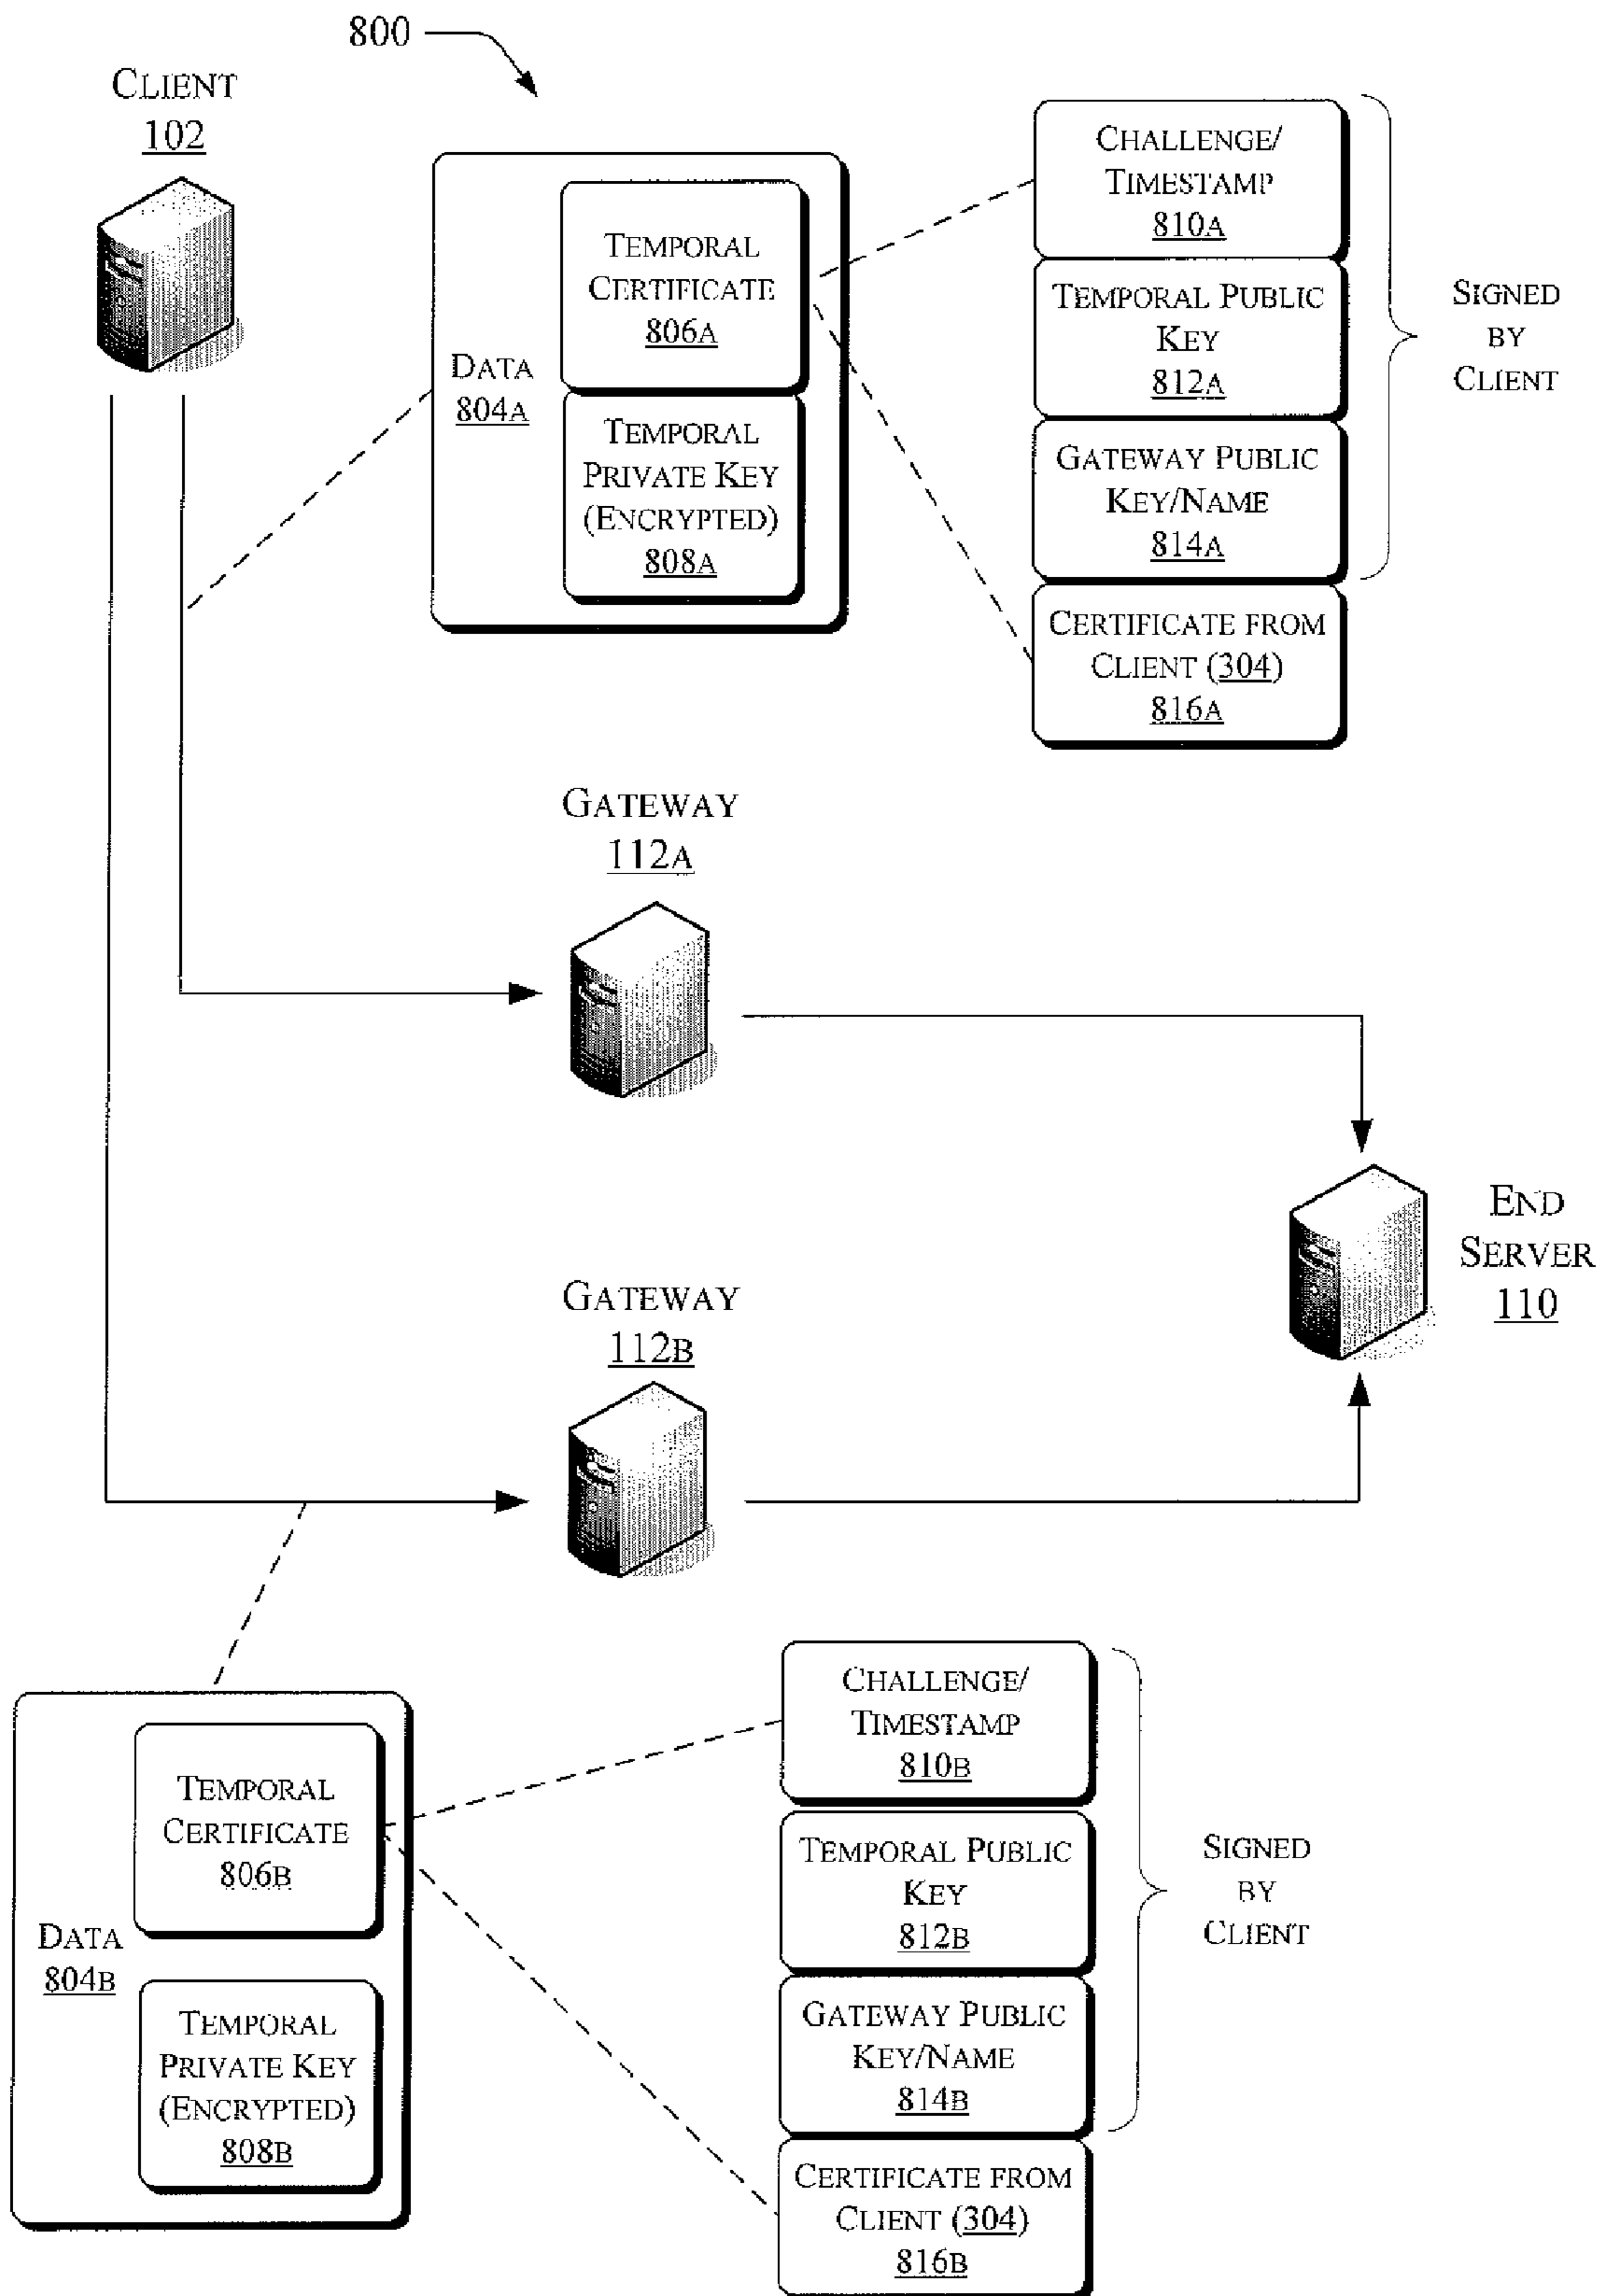 800
CLIENT
102
DATA
804A
TEMPORAL
CERTIFICATE
806A
TEMPORAL
PRIVATE KEY
(ENCRYPTED)
808A
CHALLENGE/
TIMESTAMP
810A
TEMPORAL PUBLIC
KEY
812A
GATEWAY PUBLIC
KEY/NAME
814A
CERTIFICATE FROM
CLIENT (304)
816A
SIGNED
BY
CLIENT
GATEWAY
112A
END
SERVER
110
GATEWAY
112B
DATA
804B
TEMPORAL
CERTIFICATE
806B
TEMPORAL
PRIVATE KEY
(ENCRYPTED)
808B
CHALLENGE/
TIMESTAMP
810B
TEMPORAL PUBLIC
KEY
812B
GATEWAY PUBLIC
KEY/NAME
814B
CERTIFICATE FROM
CLIENT (304)
816B
SIGNED
BY
CLIENT